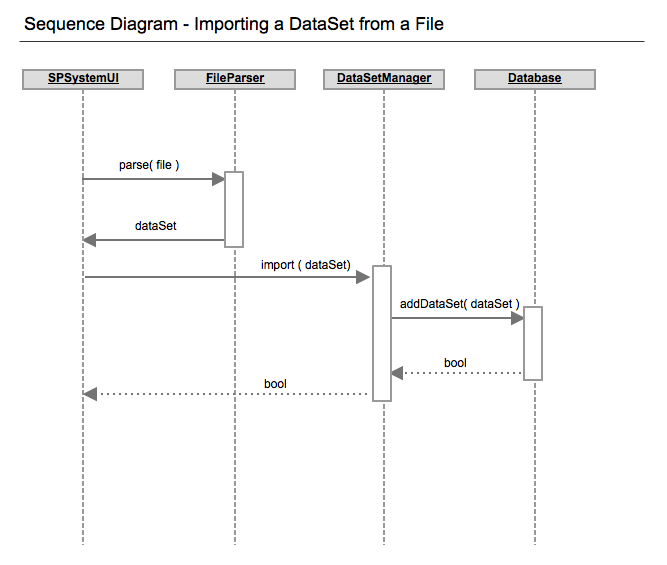 Sequence Diagram - Importing a DataSet from a File
SPSystemUI
FileParser
DataSetManager
Database
parse( file )
dataSet
import ( dataSet)
addDataSet( dataSet )
bool
bool